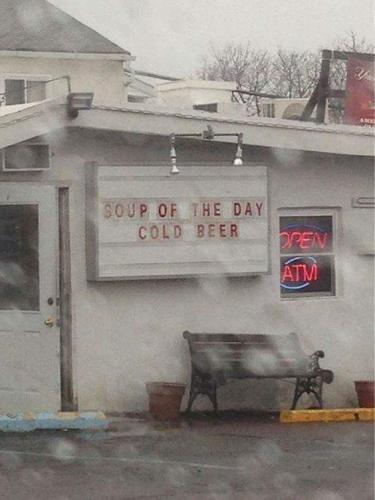 SOUP OF THE DAY
COLD BEER
OPEN
ATM